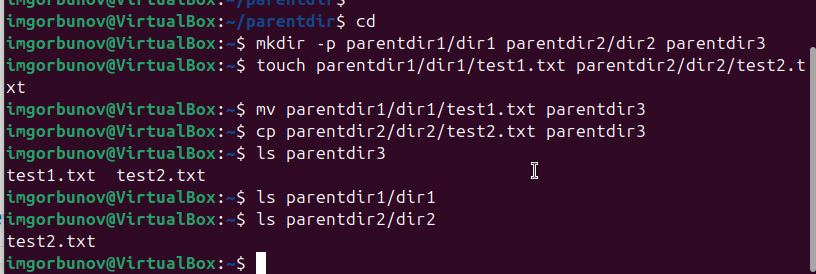 imgorbunov@VirtualBox:~/parentdir$
imgorbunov@VirtualBox:~/parentdir$ cd
imgorbunov@VirtualBox:~$ mkdir -p parentdir1/dir1 parentdir2/dir2 parentdir3
imgorbunov@VirtualBox:~$ touch parentdir1/dir1/test1.txt parentdir2/dir2/test2.t
xt
imgorbunov@VirtualBox:~$ mv parentdir1/dir1/test1.txt parentdir3
imgorbunov@VirtualBox:~$ cp parentdir2/dir2/test2.txt parentdir3
imgorbunov@VirtualBox:~$ ls parentdir3
test1.txt  test2.txt
imgorbunov@VirtualBox:~$ ls parentdir1/dir1
imgorbunov@VirtualBox:~$ ls parentdir2/dir2
test2.txt
imgorbunov@VirtualBox:~$